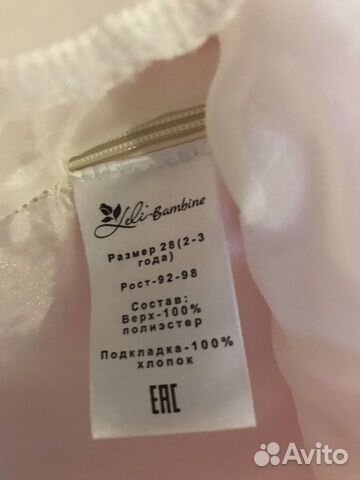 Leli-Bambine
Размер 28(2-3
года)
Рост-92-98
Состав:
Верх-100%
полиэстер
Подкладка-100%
хлопок
EAC
Avito